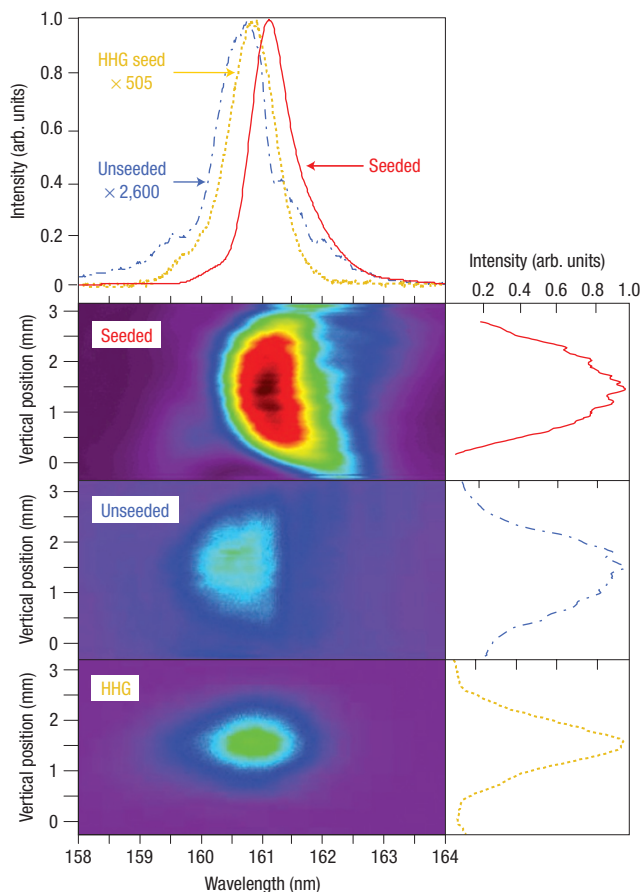 Intensity (arb. units)
1.0
0.8
0.6
0.4
0.2
0
HHG seed
× 505
Unseeded
× 2,600
Seeded
Intensity (arb. units)
0.2 0.4 0.6 0.8 1.0
Vertical position (mm)
3
2
1
0
Seeded
Vertical position (mm)
3
2
1
0
Unseeded
Vertical position (mm)
3
2
1
0
HHG
158 159 160 161 162 163 164
Wavelength (nm)